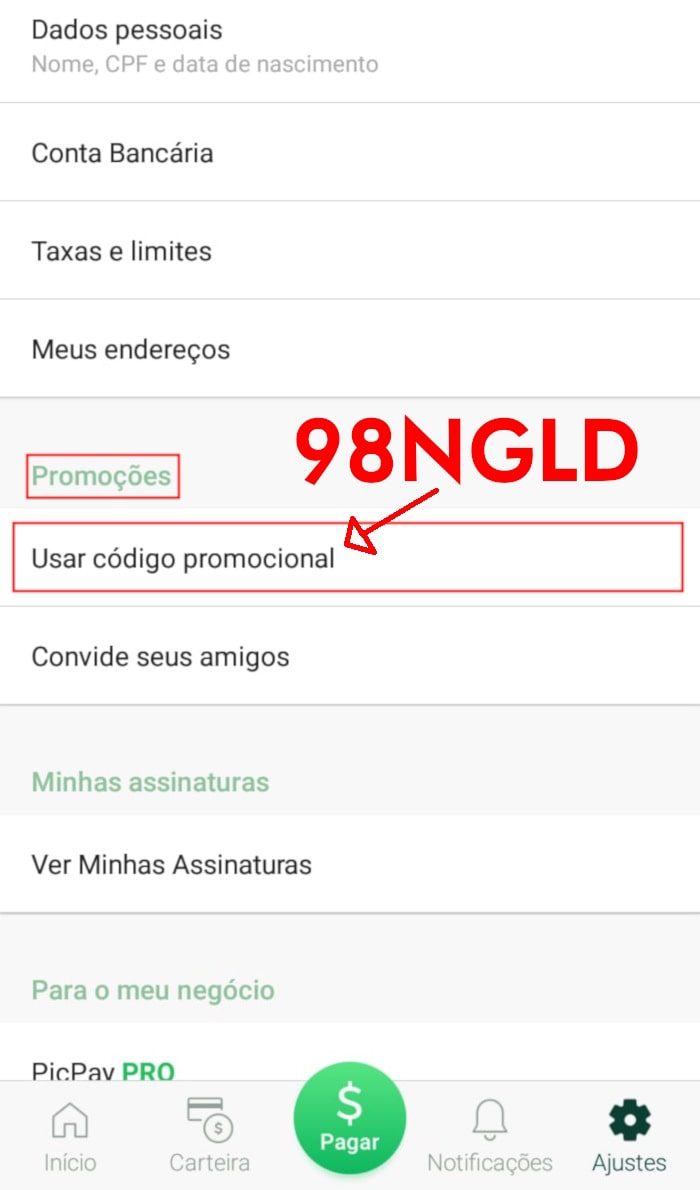 Dados pessoais
Nome, CPF e data de nascimento
Conta Bancária
Taxas e limites
Meus endereços
98NGLD
Promoções
Usar código promocional
Convide seus amigos
Minhas assinaturas
Ver Minhas Assinaturas
Para o meu negócio
PicPay PRO
$
$
Pagar
Início
Carteira
Notificações
Ajustes